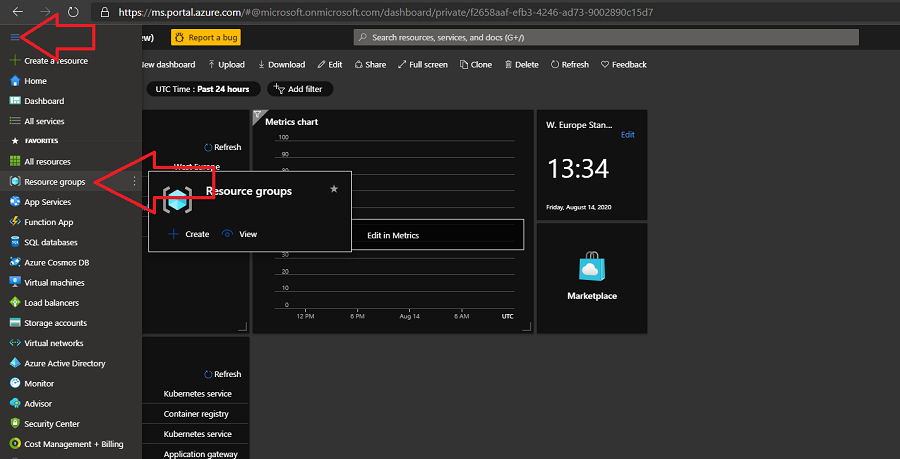 https://ms.portal.azure.com/#@microsoft.onmicrosoft.com/dashboard/private/f2658aaf-efb3-4246-ad73-9002890c15d7
ew)
Report a bug
Search resources, services, and docs (G+/)
Create a resource
Home
Dashboard
All services
FAVORITES
All resources
Resource groups
App Services
Function App
SQL databases
Azure Cosmos DB
Virtual machines
Load balancers
Storage accounts
Virtual networks
Azure Active Directory
Monitor
Advisor
Security Center
Cost Management + Billing
New dashboard Upload Download Edit Share Full screen Clone Delete Refresh Feedback
UTC Time : Past 24 hours Add filter
Refresh
West Europe
Resource groups
Create View
Metrics chart
100
90
Edit in Metrics
30
20
10
0
12 PM 6 PM Aug 14 6 AM UTC
W. Europe Stan...
Edit
13:34
Friday, August 14, 2020
Marketplace
Refresh
Kubernetes service
Container registry
Kubernetes service
Application gateway